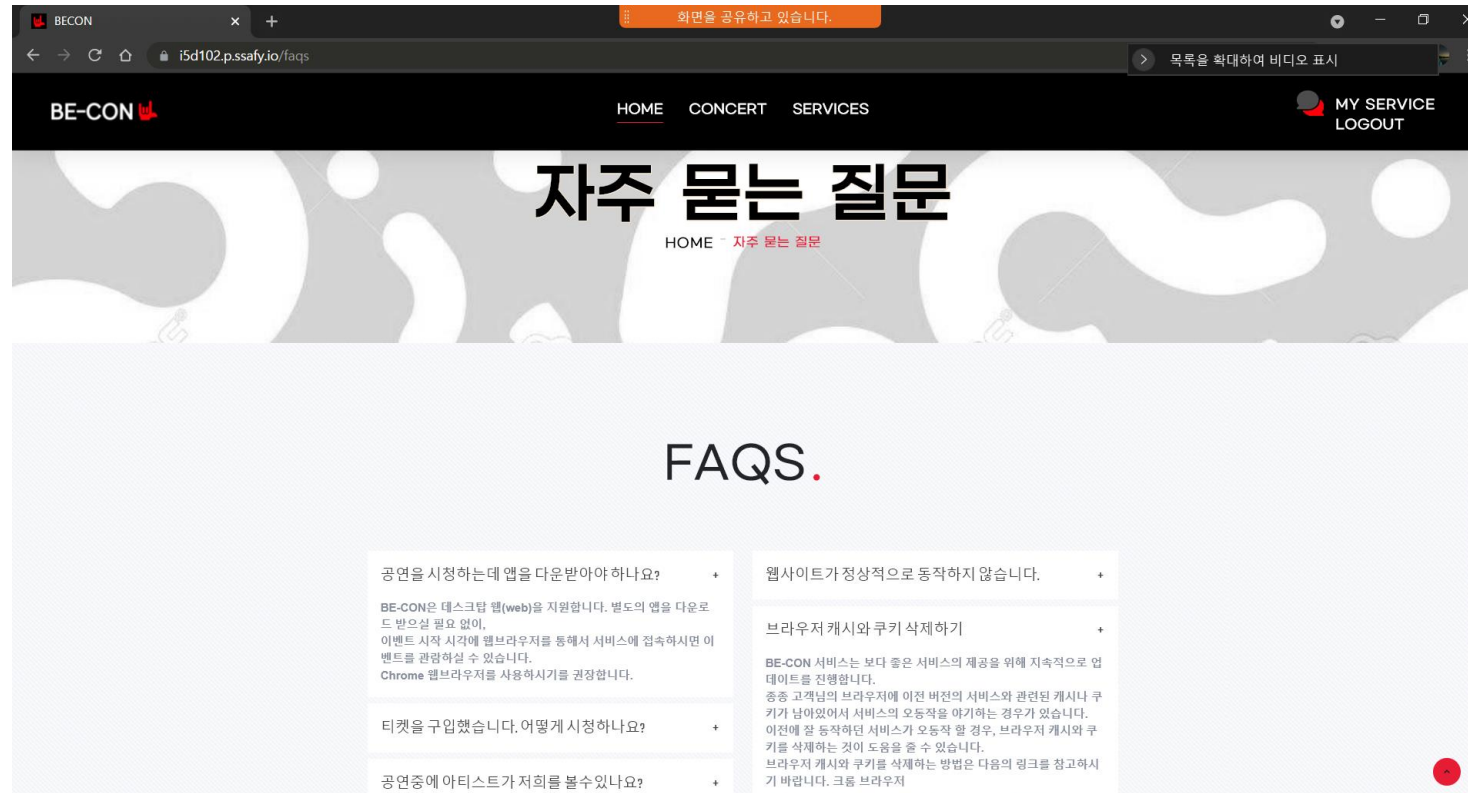 BECON
화면을 공유하고 있습니다.
i5d102.p.ssafy.io/faqs
목록을 확대하여 비디오 표시
BE-CON
HOME CONCERT SERVICES
MY SERVICE
LOGOUT
자주 묻는 질문
HOME - 자주 묻는 질문
FAQS.
공연을 시청하는데 앱을 다운받아야 하나요? +
BE-CON은 데스크탑 웹(web)을 지원합니다. 별도의 앱을 다운로
드 받으실 필요 없이,
이벤트 시작 시각에 웹브라우저를 통해서 서비스에 접속하시면 이
벤트를 관람하실 수 있습니다.
Chrome 웹브라우저를 사용하시기를 권장합니다.
티켓을 구입했습니다. 어떻게 시청하나요? +
공연중에 아티스트가 저희를 볼수있나요? +
웹사이트가 정상적으로 동작하지 않습니다. +
브라우저 캐시와 쿠키 삭제하기 +
BE-CON 서비스는 보다 좋은 서비스의 제공을 위해 지속적으로 업
데이트를 진행합니다.
종종 고객님의 브라우저에 이전 버전의 서비스와 관련된 캐시나 쿠
키가 남아있어서 서비스의 오동작을 야기하는 경우가 있습니다.
이전에 잘 동작하던 서비스가 오동작 할 경우, 브라우저 캐시와 쿠
키를 삭제하는 것이 도움을 줄 수 있습니다.
브라우저 캐시와 쿠키를 삭제하는 방법은 다음의 링크를 참고하시
기 바랍니다. 크롬 브라우저